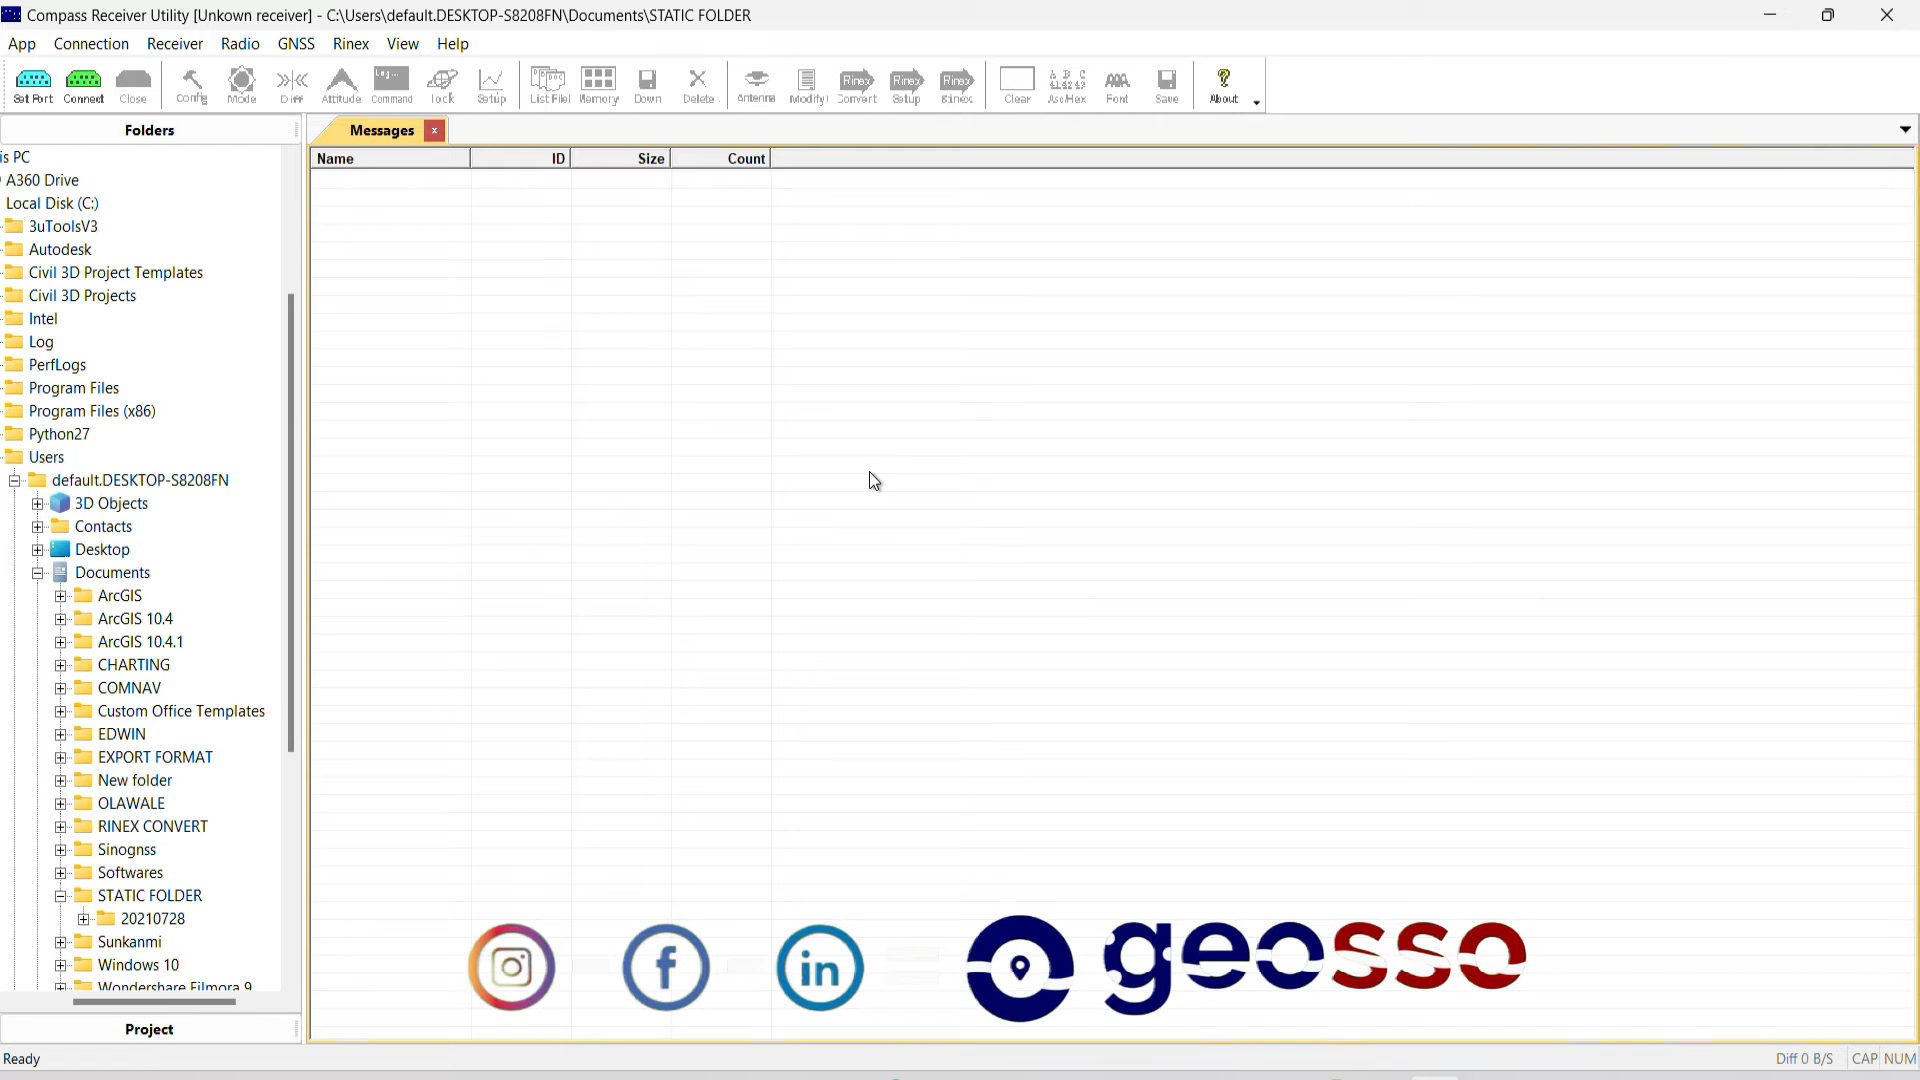 Compass Receiver Utility [Unkown receiver] - C:\Users\default.DESKTOP-S8208FN\Documents\STATIC FOLDER
App Connection Receiver Radio GNSS Rinex View Help
Set Port Connect Close Config Mode Diff Attitude Command lock Setup List File Memory Down Delete Antenna Modify Convert Setup Binex Clear Asc/Hex Font Save About
Log...
Rinex Rinex Rinex
Folders
Messages
Name ID Size Count
is PC
A360 Drive
Local Disk (C:)
3uToolsV3
Autodesk
Civil 3D Project Templates
Civil 3D Projects
Intel
Log
PerfLogs
Program Files
Program Files (x86)
Python27
Users
default.DESKTOP-S8208FN
3D Objects
Contacts
Desktop
Documents
ArcGIS
ArcGIS 10.4
ArcGIS 10.4.1
CHARTING
COMNAV
Custom Office Templates
EDWIN
EXPORT FORMAT
New folder
OLAWALE
RINEX CONVERT
Sinognss
Softwares
STATIC FOLDER
20210728
Sunkanmi
Windows 10
Wondershare Filmora 9
f in geosso
Project
Ready Diff 0 B/S CAP NUM